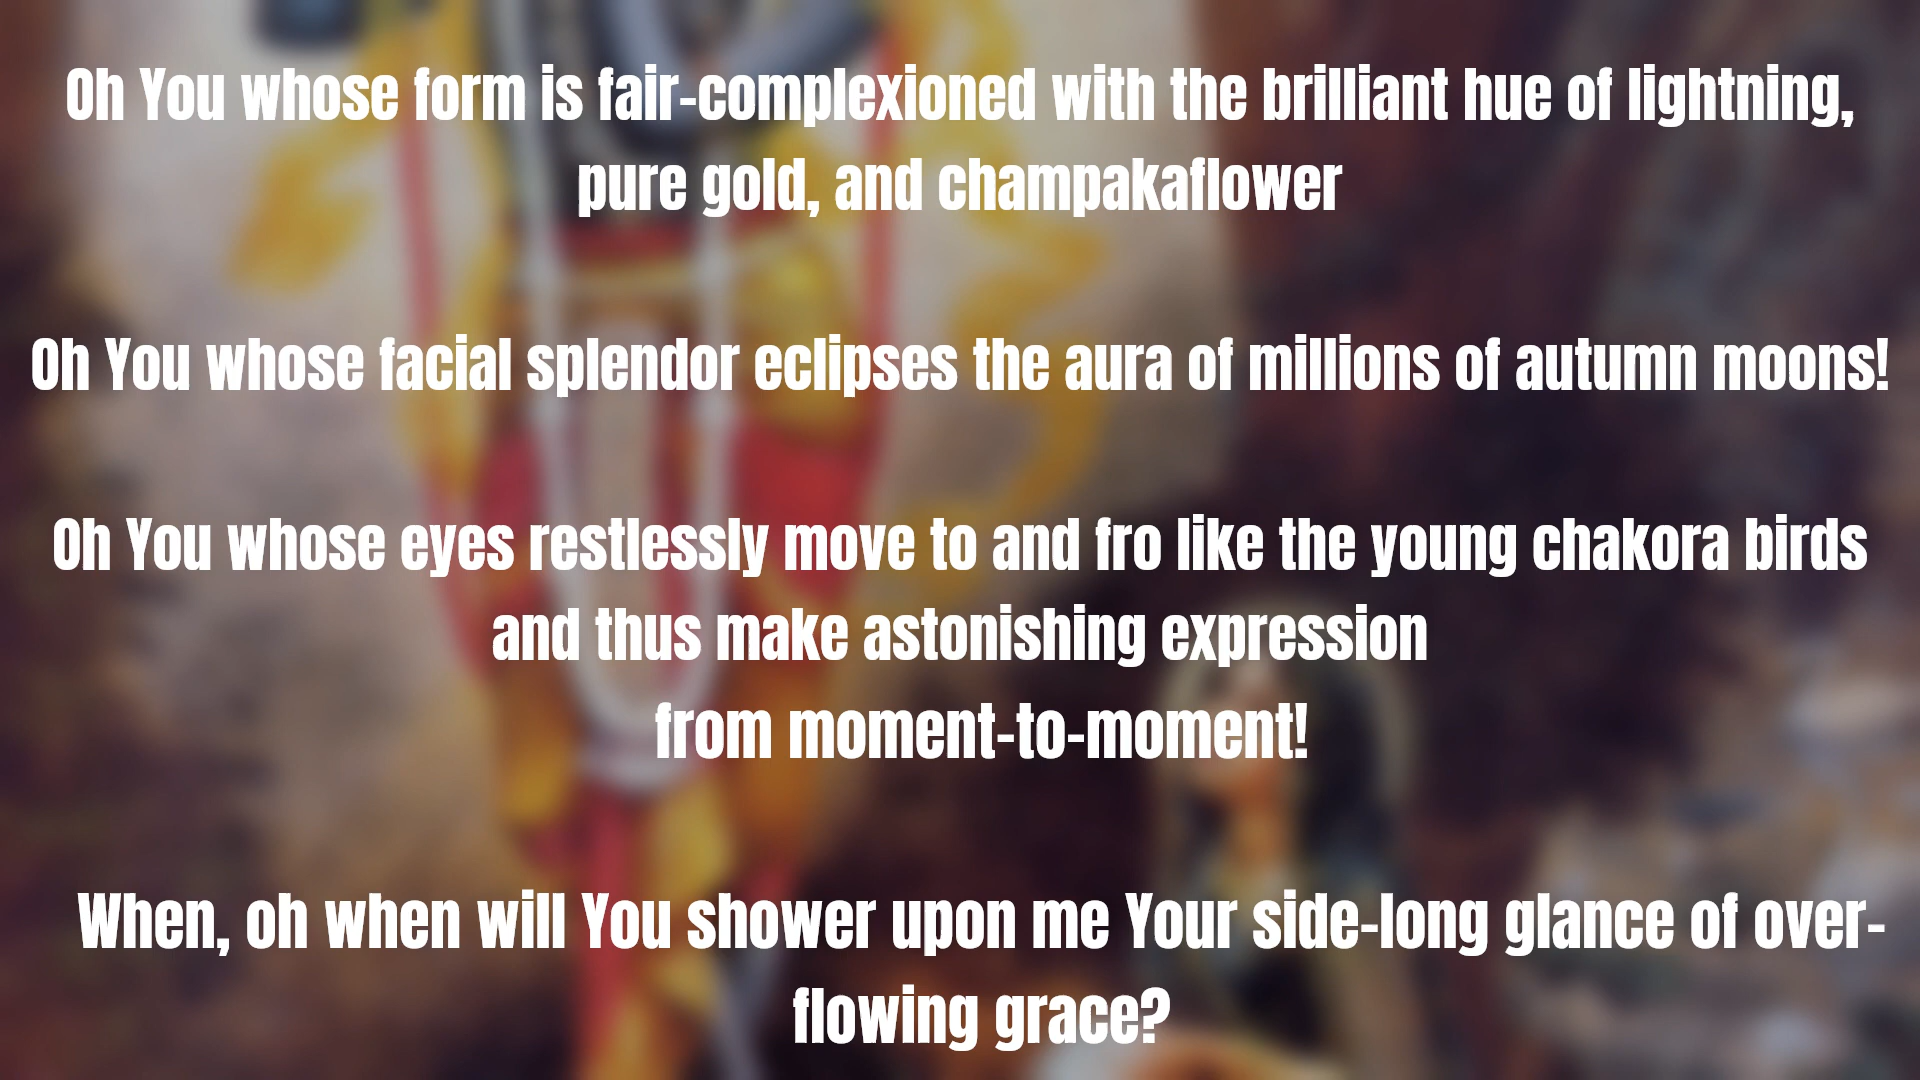 Oh You whose form is fair-complexioned with the brilliant hue of lightning,
pure gold, and champakaflower
Oh You whose facial splendor eclipses the aura of millions of autumn moons!
Oh You whose eyes restlessly move to and fro like the young chakora birds
and thus make astonishing expression
from moment-to-moment!
When, oh when will You shower upon me Your side-long glance of over-
flowing grace?